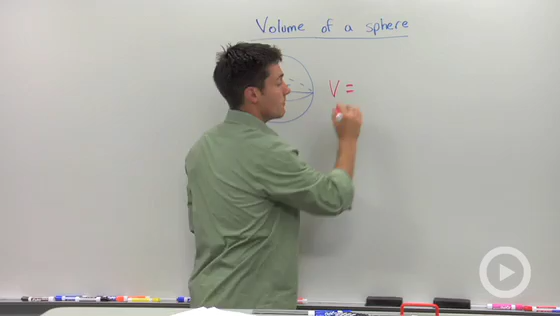 Volume of a sphere
V =